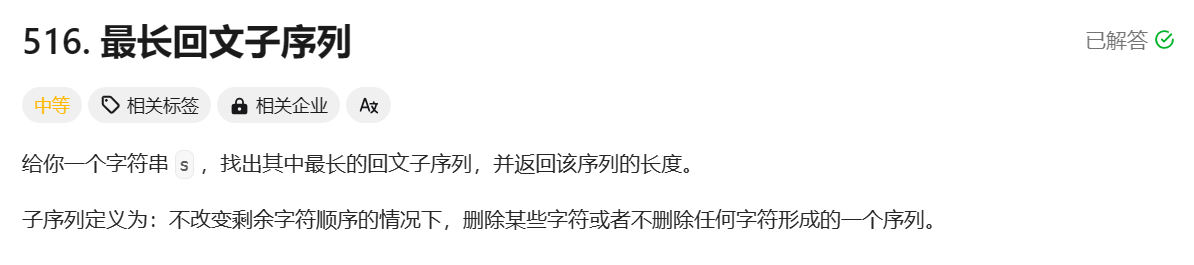 516. 最长回文子序列
已解答
中等 相关标签 相关企业
给你一个字符串 s ，找出其中最长的回文子序列，并返回该序列的长度。
子序列定义为：不改变剩余字符顺序的情况下，删除某些字符或者不删除任何字符形成的一个序列。